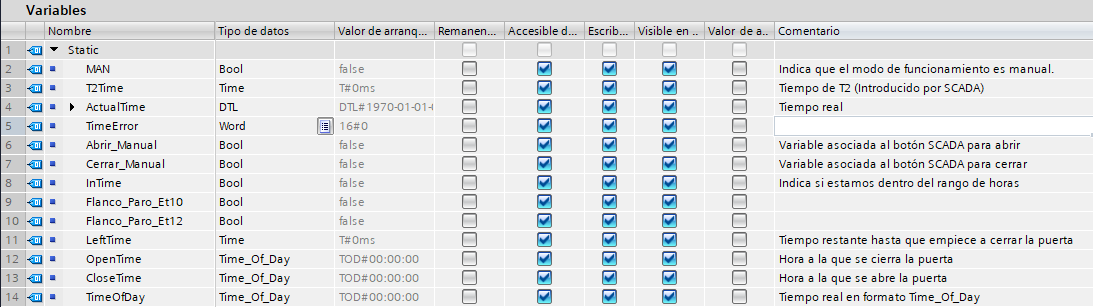 Variables
Nombre Tipo de datos Valor de arranq... Remanen... Accesible d... Escrib... Visible en .. Valor de a.. Comentario
1 Static
2 MAN Bool false Indica que el modo de funcionamiento es manual.
3 T2Time Time T#0ms Tiempo de T2 (Introducido por SCADA)
4 ActualTime DTL DTL#1970-01-01-0 Tiempo real
5 TimeError Word 16#0
6 Abrir_Manual Bool false Variable asociada al botón SCADA para abrir
7 Cerrar_Manual Bool false Variable asociada al botón SCADA para cerrar
8 InTime Bool false Indica si estamos dentro del rango de horas
9 Flanco_Paro_Et10 Bool false
10 Flanco_Paro_Et12 Bool false
11 LeftTime Time T#0ms Tiempo restante hasta que empiece a cerrar la puerta
12 OpenTime Time_Of_Day TOD#00:00:00 Hora a la que se cierra la puerta
13 CloseTime Time_Of_Day TOD#00:00:00 Hora a la que se abre la puerta
14 TimeOfDay Time_Of_Day TOD#00:00:00 Tiempo real en formato Time_Of_Day